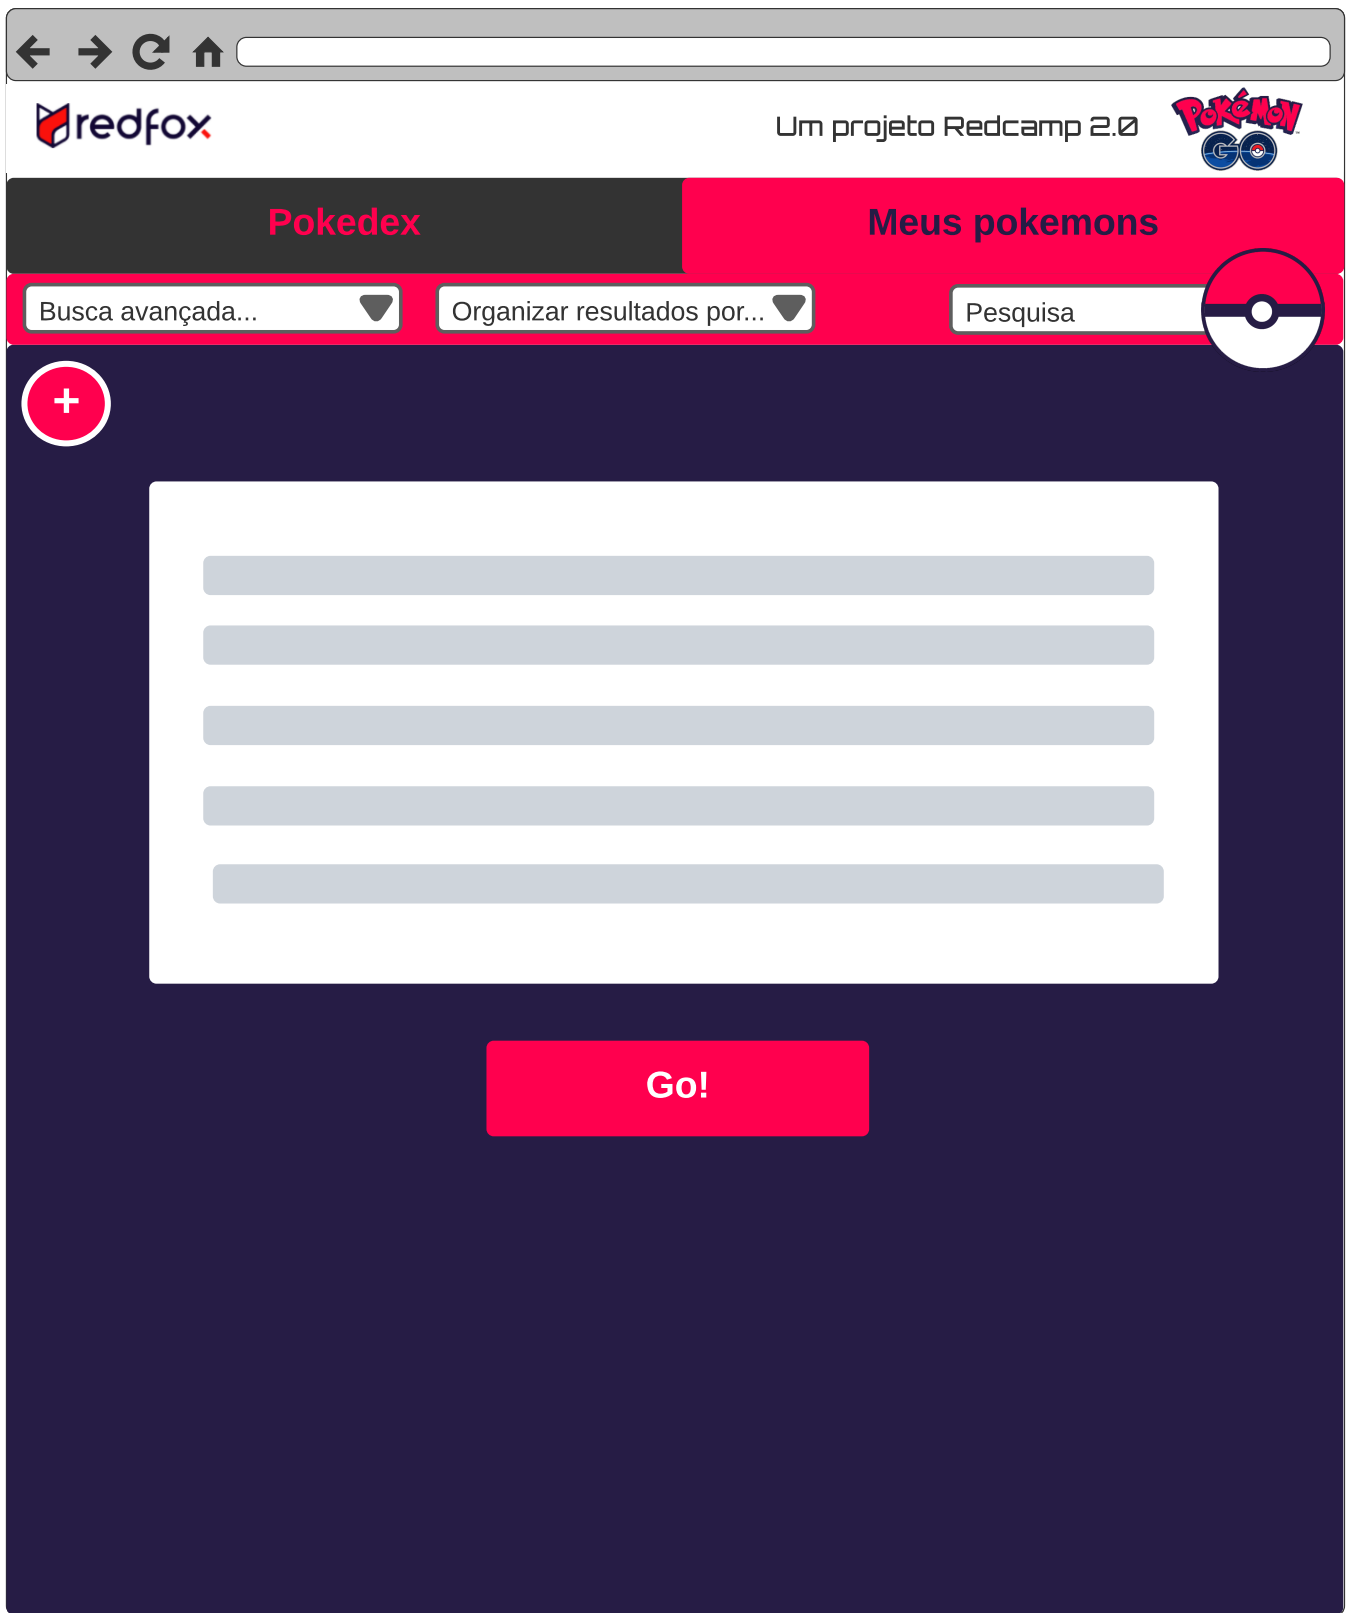 redfox
Um projeto Redcamp 2.0
POKéMON
GO
Pokedex
Meus pokemons
Busca avançada...
Organizar resultados por...
Pesquisa
+
Go!